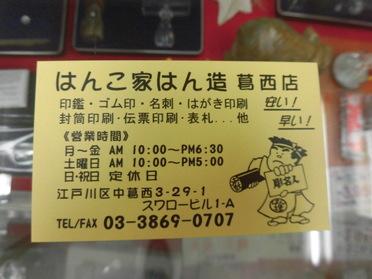 はんこ家はん造 葛西店
印鑑・ゴム印・名刺・はがき印刷 安い!
封筒印刷・伝票印刷・表札...他 早い!
《営業時間》
月～金 AM 10:00～PM6:30
土曜日 AM 10:00～PM5:00
日・祝日 定休日
江戸川区中葛西3-29-1
スワロービル1-A
TEL/FAX 03-3869-0707
彫名人